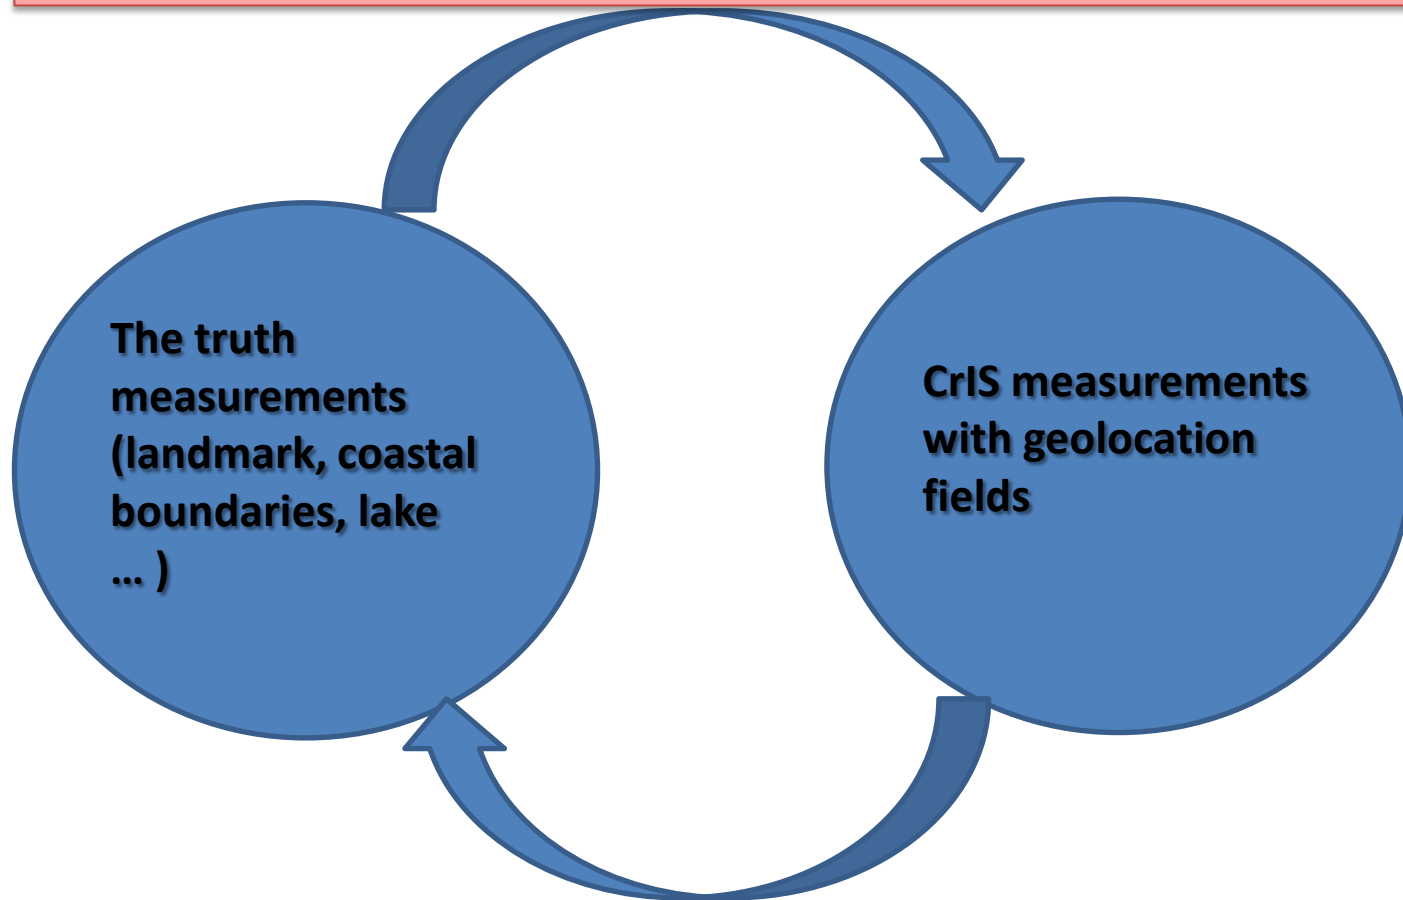 The truth
measurements
(landmark, coastal
boundaries, lake
... )
CrIS measurements
with geolocation
fields